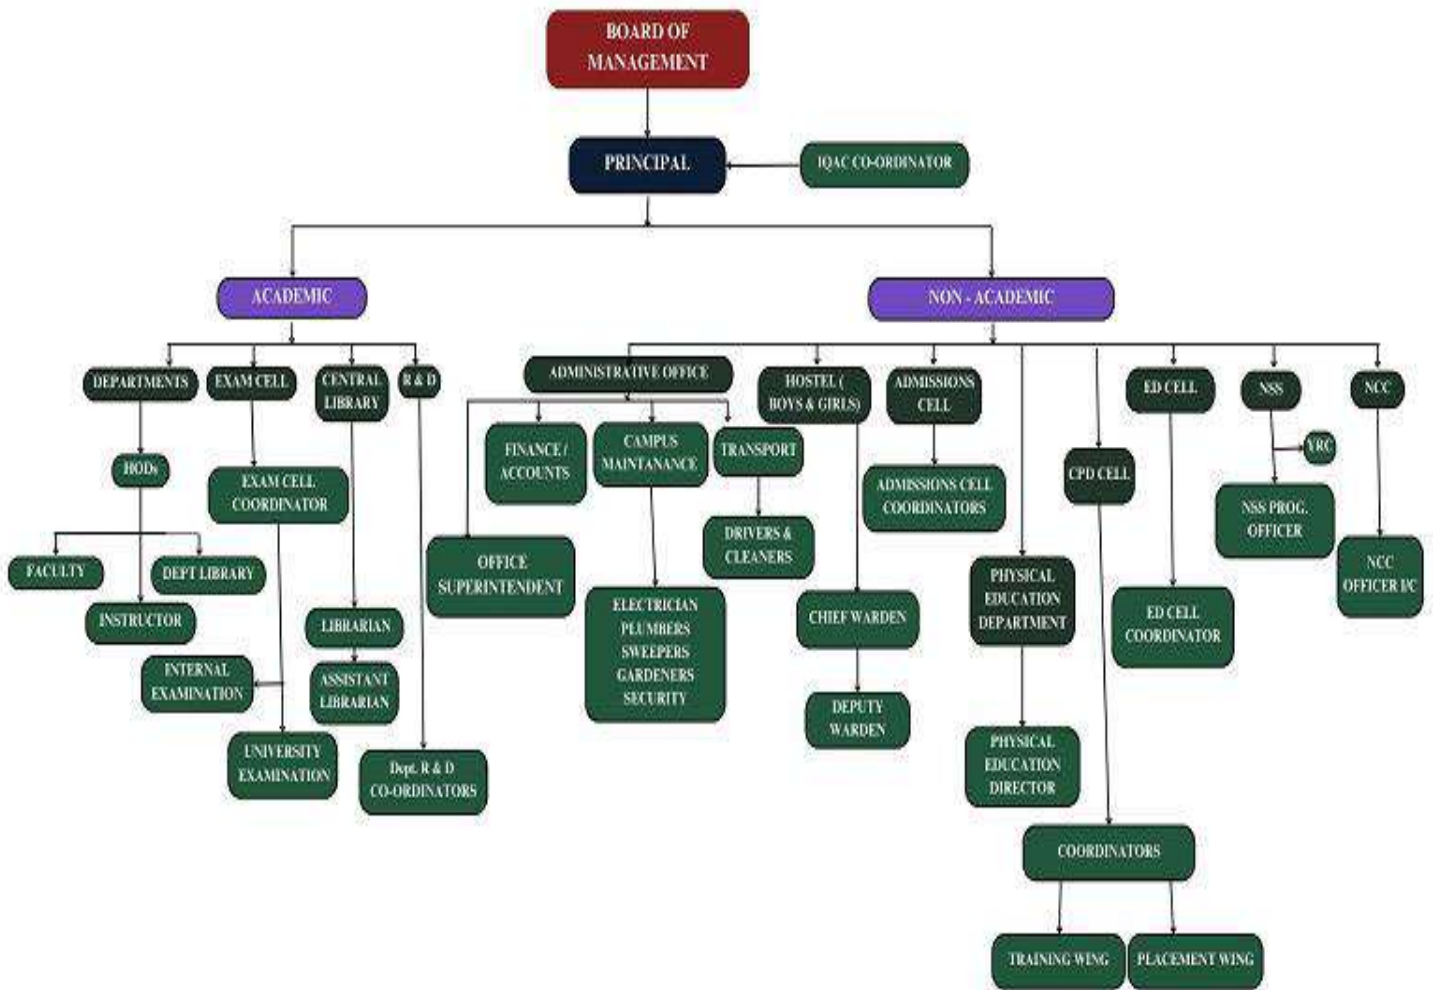 BOARD OF
MANAGEMENT
PRINCIPAL
IQAC CO-ORDINATOR
ACADEMIC
NON - ACADEMIC
DEPARTMENTS
EXAM CELL
CENTRAL
LIBRARY
R & D
ADMINISTRATIVE OFFICE
HOSTEL (
BOYS & GIRLS)
ADMISSIONS
CELL
ED CELL
NSS
NCC
HODs
EXAM CELL
COORDINATOR
FINANCE /
ACCOUNTS
CAMPUS
MAINTANANCE
TRANSPORT
ADMISSIONS CELL
COORDINATORS
CPD CELL
YRC
NSS PROG.
OFFICER
FACULTY
DEPT LIBRARY
INSTRUCTOR
OFFICE
SUPERINTENDENT
DRIVERS &
CLEANERS
PHYSICAL
EDUCATION
DEPARTMENT
NCC
OFFICER I/C
ELECTRICIAN
PLUMBERS
SWEEPERS
GARDENERS
SECURITY
CHIEF WARDEN
ED CELL
COORDINATOR
LIBRARIAN
INTERNAL
EXAMINATION
ASSISTANT
LIBRARIAN
DEPUTY
WARDEN
UNIVERSITY
EXAMINATION
Dept. R & D
CO-ORDINATORS
PHYSICAL
EDUCATION
DIRECTOR
COORDINATORS
TRAINING WING
PLACEMENT WING